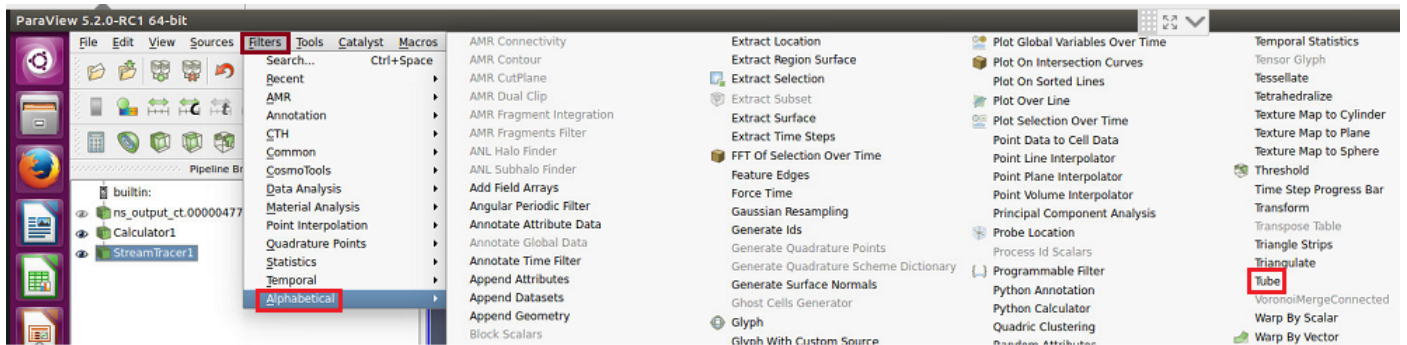 ParaView 5.2.0-RC1 64-bit
File Edit View Sources Filters Tools Catalyst Macros
Search... Ctrl+Space
Recent
AMR
Annotation
CTH
Common
CosmoTools
Data Analysis
Material Analysis
Point Interpolation
Quadrature Points
Statistics
Temporal
Alphabetical
Pipeline Br
builtin:
ns_output_ct.00000477
Calculator1
StreamTracer1
AMR Connectivity
AMR Contour
AMR CutPlane
AMR Dual Clip
AMR Fragment Integration
AMR Fragments Filter
ANL Halo Finder
ANL Subhalo Finder
Add Field Arrays
Angular Periodic Filter
Annotate Attribute Data
Annotate Global Data
Annotate Time Filter
Append Attributes
Append Datasets
Append Geometry
Block Scalars
Extract Location
Extract Region Surface
Extract Selection
Extract Subset
Extract Surface
Extract Time Steps
FFT Of Selection Over Time
Feature Edges
Force Time
Gaussian Resampling
Generate Ids
Generate Quadrature Points
Generate Quadrature Scheme Dictionary
Generate Surface Normals
Ghost Cells Generator
Glyph
Glyph With Custom Source
Plot Global Variables Over Time
Plot On Intersection Curves
Plot On Sorted Lines
Plot Over Line
Plot Selection Over Time
Point Data to Cell Data
Point Line Interpolator
Point Plane Interpolator
Point Volume Interpolator
Principal Component Analysis
Probe Location
Process Id Scalars
Programmable Filter
Python Annotation
Python Calculator
Quadric Clustering
Random Attributes
Temporal Statistics
Tensor Glyph
Tessellate
Tetrahedralize
Texture Map to Cylinder
Texture Map to Plane
Texture Map to Sphere
Threshold
Time Step Progress Bar
Transform
Transpose Table
Triangle Strips
Triangulate
Tube
VoronoiMergeConnected
Warp By Scalar
Warp By Vector